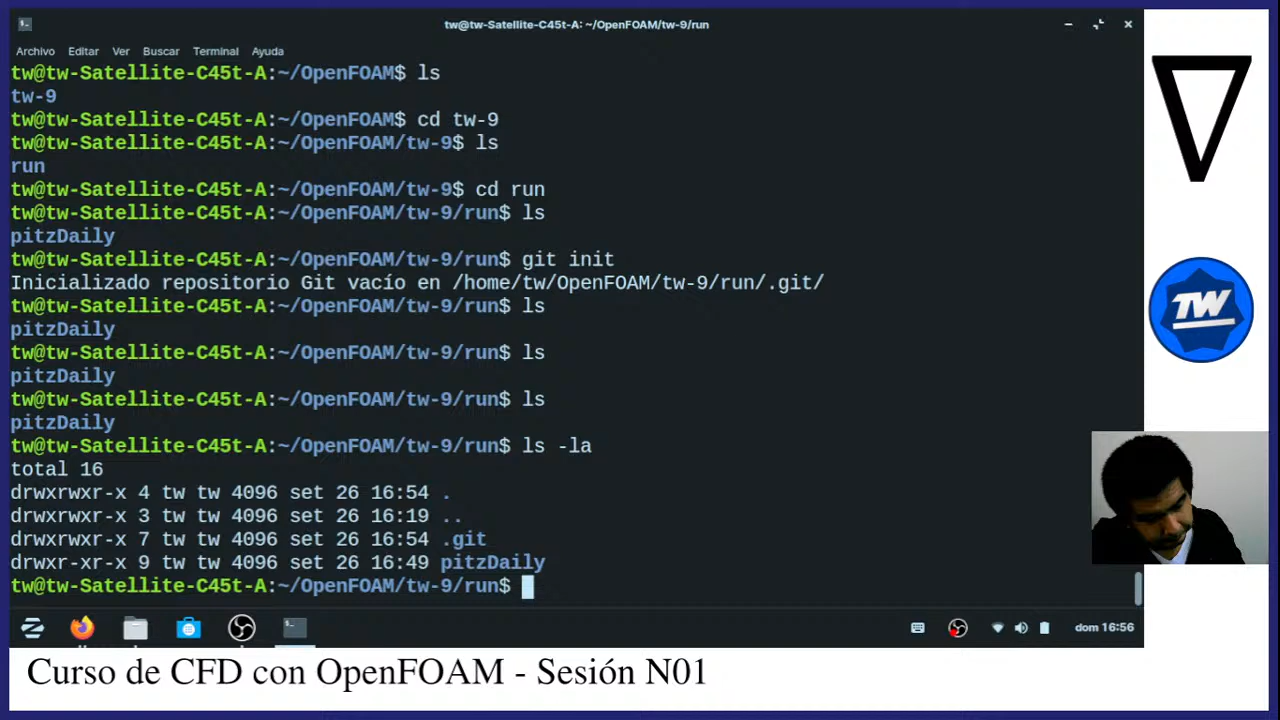 tw@tw-Satellite-C45t-A: ~/OpenFOAM/tw-9/run
Archivo Editar Ver Buscar Terminal Ayuda
tw@tw-Satellite-C45t-A:~/OpenFOAM$ ls
tw-9
tw@tw-Satellite-C45t-A:~/OpenFOAM$ cd tw-9
tw@tw-Satellite-C45t-A:~/OpenFOAM/tw-9$ ls
run
tw@tw-Satellite-C45t-A:~/OpenFOAM/tw-9$ cd run
tw@tw-Satellite-C45t-A:~/OpenFOAM/tw-9/run$ ls
pitzDaily
tw@tw-Satellite-C45t-A:~/OpenFOAM/tw-9/run$ git init
Inicializado repositorio Git vacío en /home/tw/OpenFOAM/tw-9/run/.git/
tw@tw-Satellite-C45t-A:~/OpenFOAM/tw-9/run$ ls
pitzDaily
tw@tw-Satellite-C45t-A:~/OpenFOAM/tw-9/run$ ls
pitzDaily
tw@tw-Satellite-C45t-A:~/OpenFOAM/tw-9/run$ ls
pitzDaily
tw@tw-Satellite-C45t-A:~/OpenFOAM/tw-9/run$ ls -la
total 16
drwxrwxr-x 4 tw tw 4096 set 26 16:54 .
drwxrwxr-x 3 tw tw 4096 set 26 16:19 ..
drwxrwxr-x 7 tw tw 4096 set 26 16:54 .git
drwxr-xr-x 9 tw tw 4096 set 26 16:49 pitzDaily
tw@tw-Satellite-C45t-A:~/OpenFOAM/tw-9/run$
TW
dom 16:56
Curso de CFD con OpenFOAM - Sesión N01